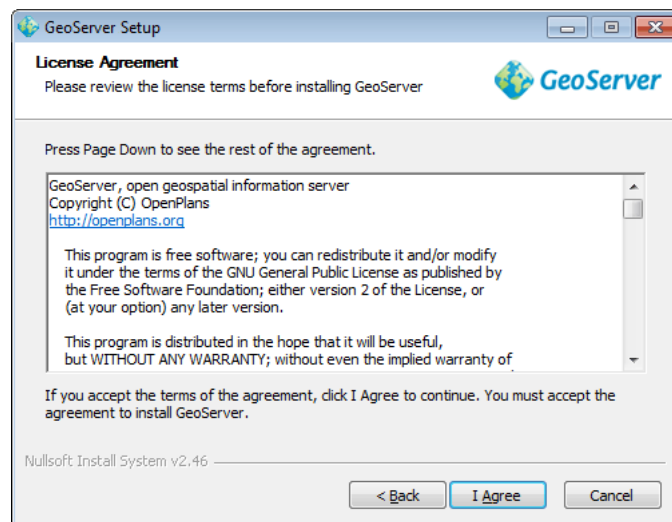 GeoServer Setup
License Agreement
Please review the license terms before installing GeoServer
GeoServer
Press Page Down to see the rest of the agreement.
GeoServer, open geospatial information server
Copyright (C) OpenPlans
http://openplans.org
This program is free software; you can redistribute it and/or modify
it under the terms of the GNU General Public License as published by
the Free Software Foundation; either version 2 of the License, or
(at your option) any later version.
This program is distributed in the hope that it will be useful,
but WITHOUT ANY WARRANTY; without even the implied warranty of
If you accept the terms of the agreement, click I Agree to continue. You must accept the
agreement to install GeoServer.
Nullsoft Install System v2.46
< Back
I Agree
Cancel